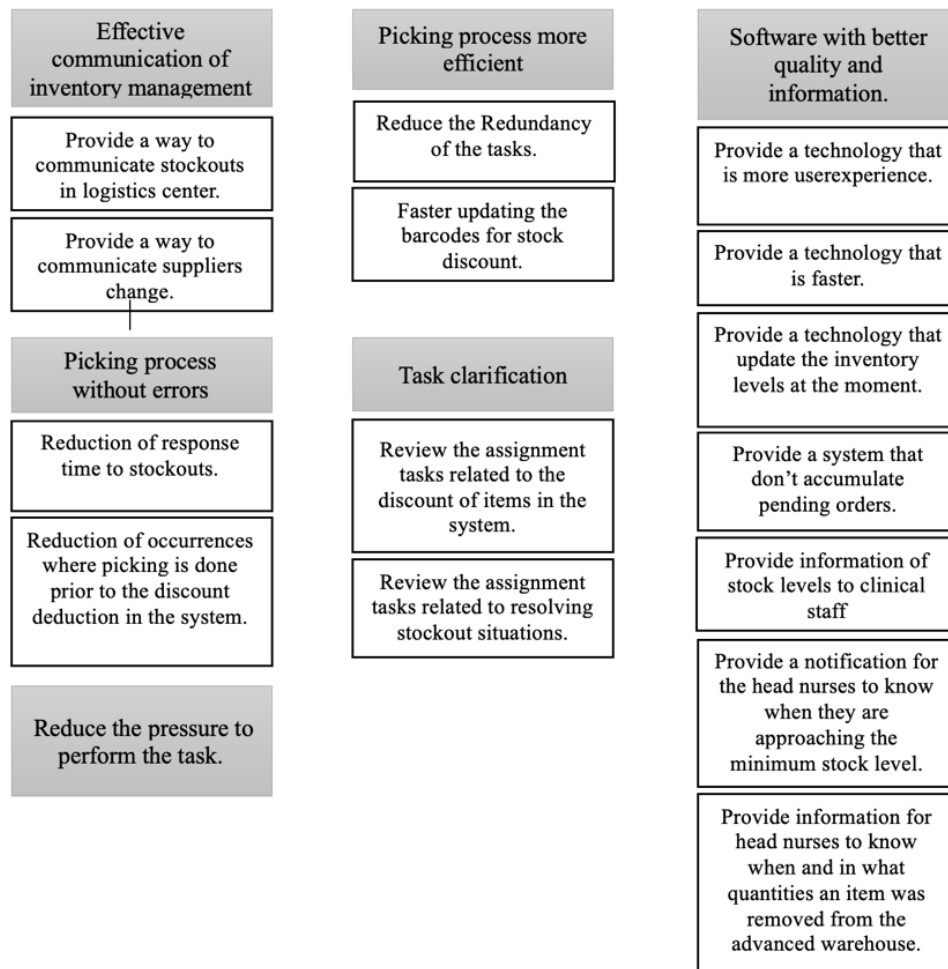 Effective
communication of
inventory management
Provide a way to
communicate stockouts
in logistics center.
Provide a way to
communicate suppliers
change.
Picking process
without errors
Reduction of response
time to stockouts.
Reduction of occurrences
where picking is done
prior to the discount
deduction in the system.
Reduce the pressure to
perform the task.
Picking process more
efficient
Reduce the Redundancy
of the tasks.
Faster updating the
barcodes for stock
discount.
Task clarification
Review the assignment
tasks related to the
discount of items in the
system.
Review the assignment
tasks related to resolving
stockout situations.
Software with better
quality and
information.
Provide a technology that
is more userexperience.
Provide a technology that
is faster.
Provide a technology that
update the inventory
levels at the moment.
Provide a system that
don’t accumulate
pending orders.
Provide information of
stock levels to clinical
staff
Provide a notification for
the head nurses to know
when they are
approaching the
minimum stock level.
Provide information for
head nurses to know
when and in what
quantities an item was
removed from the
advanced warehouse.